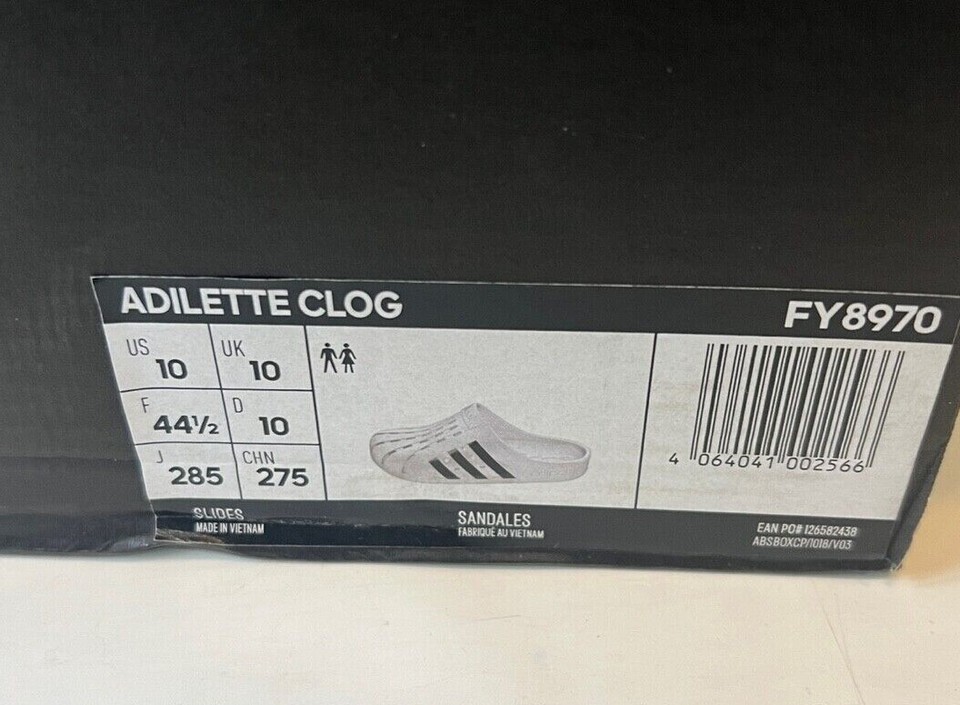 ADILETTE CLOG
FY8970
US 10 UK 10
F 44½ D 10
J 285 CHN 275
4 064041 002566
SLIDES
MADE IN VIETNAM
SANDALES
FABRIQUÉ AU VIETNAM
EAN PO# 126582438
ABSBOXCP/1018/V03